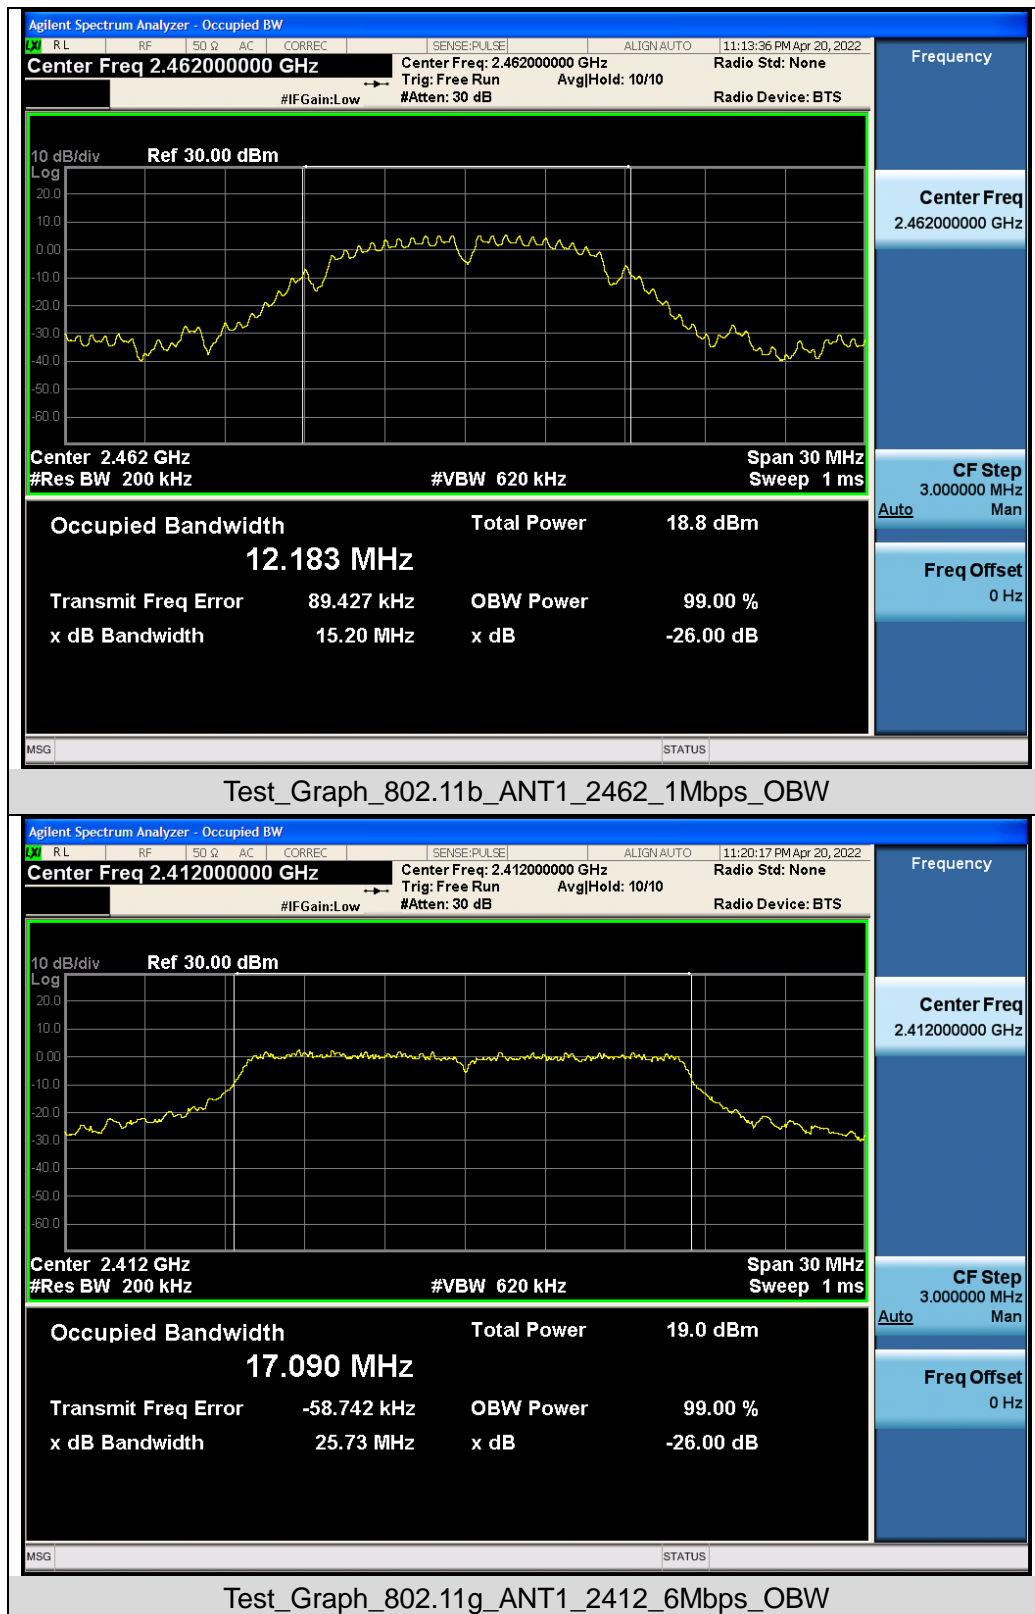 Agilent Spectrum Analyzer - Occupied BW
LXI RL RF 50 Ω AC CORREC SENSE:PULSE ALIGN AUTO 11:13:36 PM Apr 20, 2022
Center Freq 2.462000000 GHz Center Freq: 2.462000000 GHz Radio Std: None
Trig: Free Run Avg|Hold: 10/10
#IFGain:Low #Atten: 30 dB Radio Device: BTS
Frequency
10 dB/div Ref 30.00 dBm
Log
20.0
10.0
0.00
-10.0
-20.0
-30.0
-40.0
-50.0
-60.0
Center 2.462 GHz Span 30 MHz
#Res BW 200 kHz #VBW 620 kHz Sweep 1 ms
Center Freq
2.462000000 GHz
CF Step
3.000000 MHz
Auto Man
Freq Offset
0 Hz
Occupied Bandwidth Total Power 18.8 dBm
12.183 MHz
Transmit Freq Error 89.427 kHz OBW Power 99.00 %
x dB Bandwidth 15.20 MHz x dB -26.00 dB
MSG STATUS
Test_Graph_802.11b_ANT1_2462_1Mbps_OBW
Agilent Spectrum Analyzer - Occupied BW
LXI RL RF 50 Ω AC CORREC SENSE:PULSE ALIGN AUTO 11:20:17 PM Apr 20, 2022
Center Freq 2.412000000 GHz Center Freq: 2.412000000 GHz Radio Std: None
Trig: Free Run Avg|Hold: 10/10
#IFGain:Low #Atten: 30 dB Radio Device: BTS
Frequency
10 dB/div Ref 30.00 dBm
Log
20.0
10.0
0.00
-10.0
-20.0
-30.0
-40.0
-50.0
-60.0
Center 2.412 GHz Span 30 MHz
#Res BW 200 kHz #VBW 620 kHz Sweep 1 ms
Center Freq
2.412000000 GHz
CF Step
3.000000 MHz
Auto Man
Freq Offset
0 Hz
Occupied Bandwidth Total Power 19.0 dBm
17.090 MHz
Transmit Freq Error -58.742 kHz OBW Power 99.00 %
x dB Bandwidth 25.73 MHz x dB -26.00 dB
MSG STATUS
Test_Graph_802.11g_ANT1_2412_6Mbps_OBW